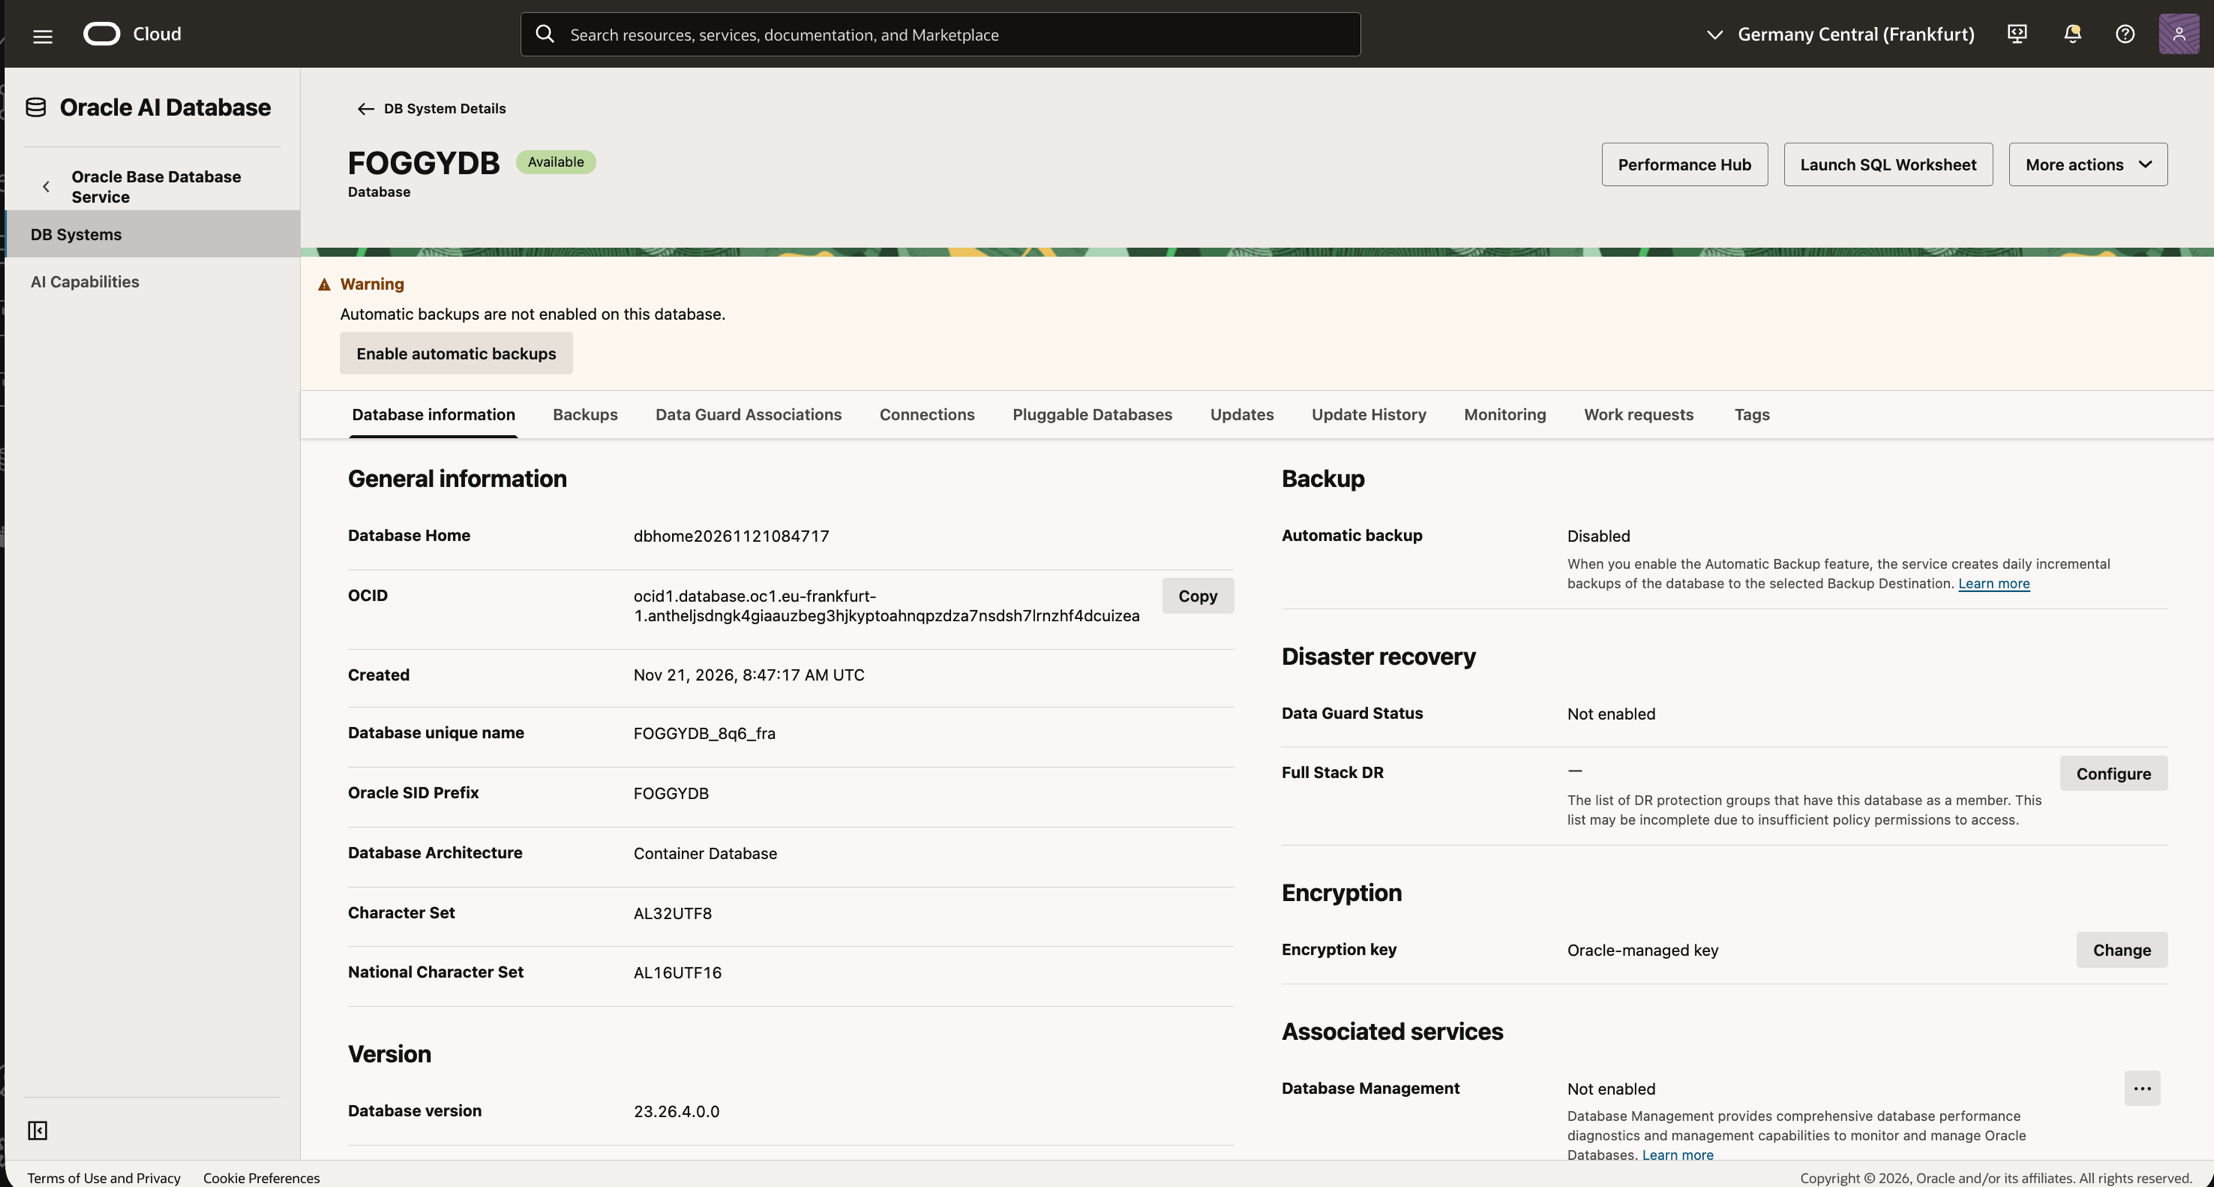 Cloud
Search resources, services, documentation, and Marketplace
Germany Central (Frankfurt)
Oracle AI Database
Oracle Base Database
Service
DB Systems
AI Capabilities
DB System Details
FOGGYDB
Available
Database
Performance Hub
Launch SQL Worksheet
More actions
Warning
Automatic backups are not enabled on this database.
Enable automatic backups
Database information
Backups
Data Guard Associations
Connections
Pluggable Databases
Updates
Update History
Monitoring
Work requests
Tags
General information
Database Home
dbhome20261121084717
OCID
ocid1.database.oc1.eu-frankfurt-
1.antheljsdngk4giaauzbeg3hjkyptoahnqpzdza7nsdsh7lrnzhf4dcuizea
Copy
Created
Nov 21, 2026, 8:47:17 AM UTC
Database unique name
FOGGYDB_8q6_fra
Oracle SID Prefix
FOGGYDB
Database Architecture
Container Database
Character Set
AL32UTF8
National Character Set
AL16UTF16
Version
Database version
23.26.4.0.0
Backup
Automatic backup
Disabled
When you enable the Automatic Backup feature, the service creates daily incremental
backups of the database to the selected Backup Destination. Learn more
Disaster recovery
Data Guard Status
Not enabled
Full Stack DR
—
Configure
The list of DR protection groups that have this database as a member. This
list may be incomplete due to insufficient policy permissions to access.
Encryption
Encryption key
Oracle-managed key
Change
Associated services
Database Management
Not enabled
Database Management provides comprehensive database performance
diagnostics and management capabilities to monitor and manage Oracle
Databases. Learn more
Terms of Use and Privacy
Cookie Preferences
Copyright © 2026, Oracle and/or its affiliates. All rights reserved.